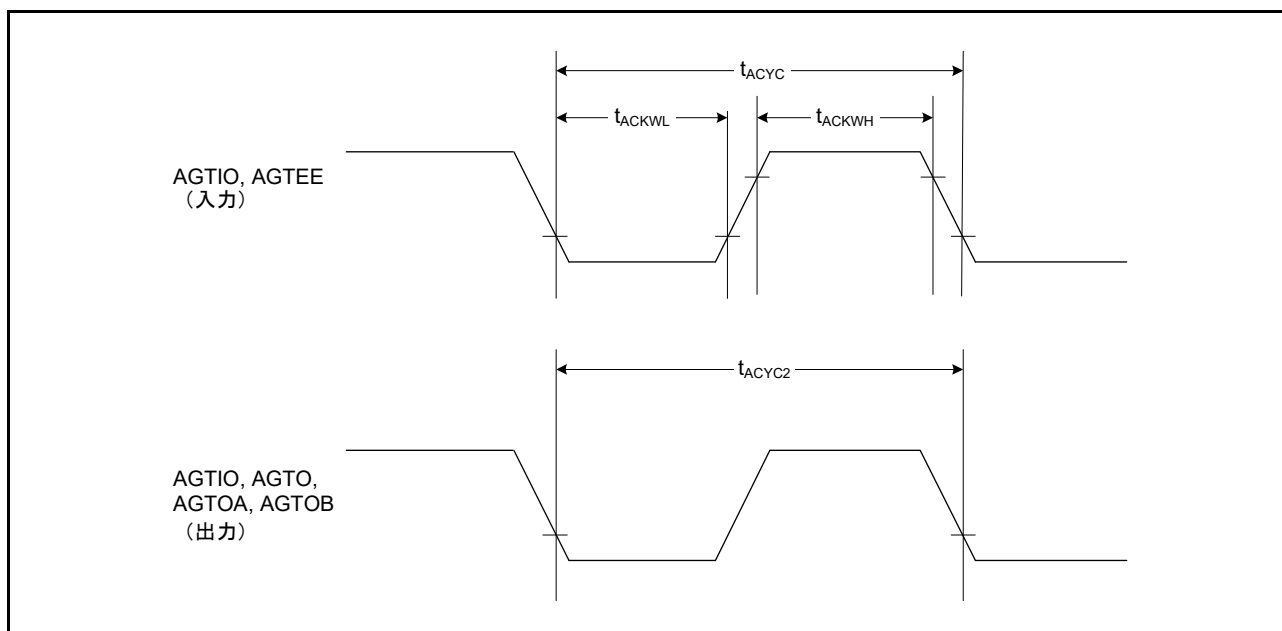 tACYC
tACKWL
tACKWH
AGTIO, AGTEE
（入力）
tACYC2
AGTIO, AGTO,
AGTOA, AGTOB
（出力）